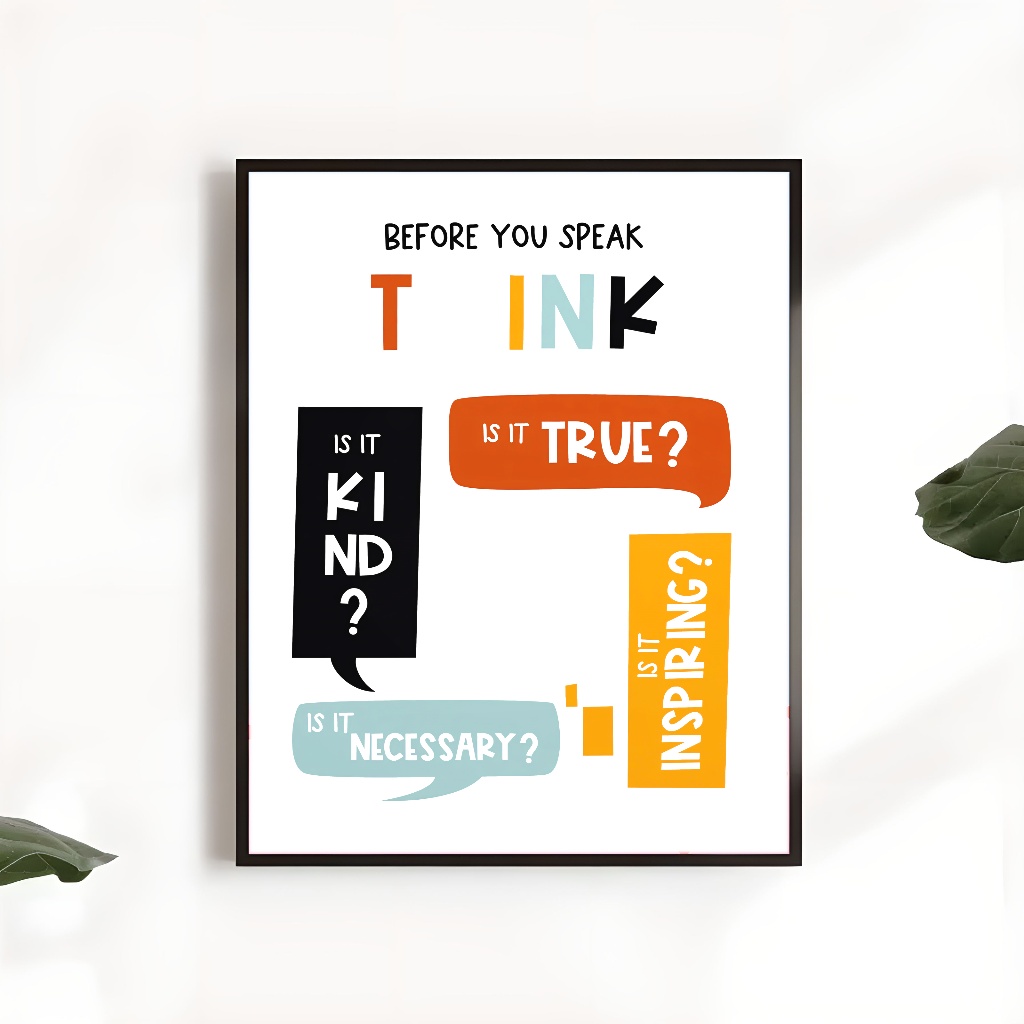 BEFORE YOU SPEAK
T INK
IS IT
KI
ND
?
IS IT TRUE?
IS IT
INSPIRING?
IS IT
NECESSARY?